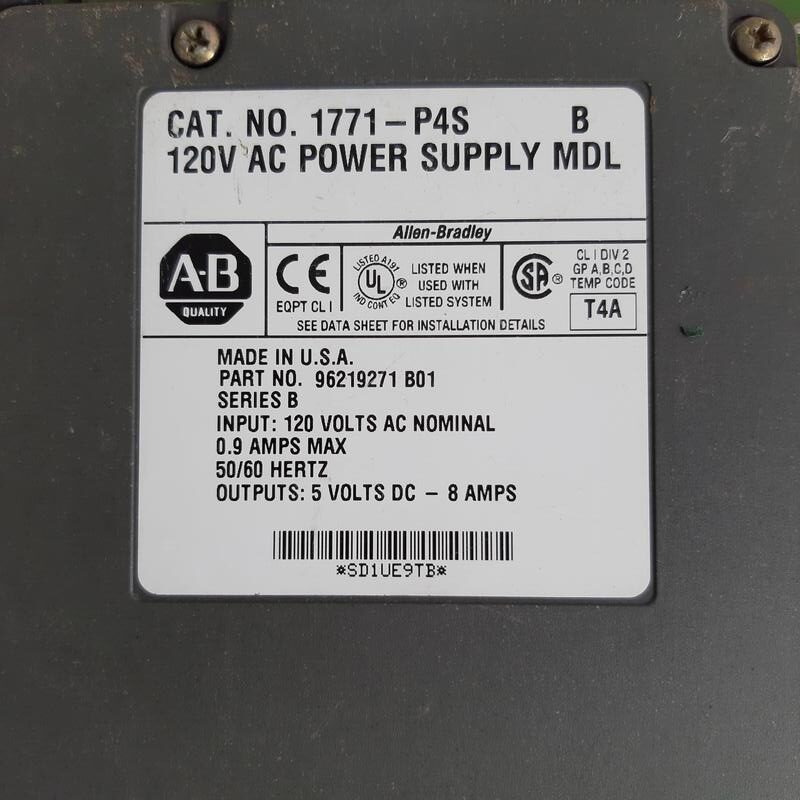 CAT. NO. 1771-P4S B
120V AC POWER SUPPLY MDL
Allen-Bradley
A-B
QUALITY
CE
EQPT CL I
LISTED A191
UL
®
IND CONT EQ
LISTED WHEN
USED WITH
LISTED SYSTEM
SA
®
CL I DIV 2
GP A,B,C,D
TEMP CODE
T4A
SEE DATA SHEET FOR INSTALLATION DETAILS
MADE IN U.S.A.
PART NO. 96219271 B01
SERIES B
INPUT: 120 VOLTS AC NOMINAL
0.9 AMPS MAX
50/60 HERTZ
OUTPUTS: 5 VOLTS DC - 8 AMPS
*SD1UE9TB*